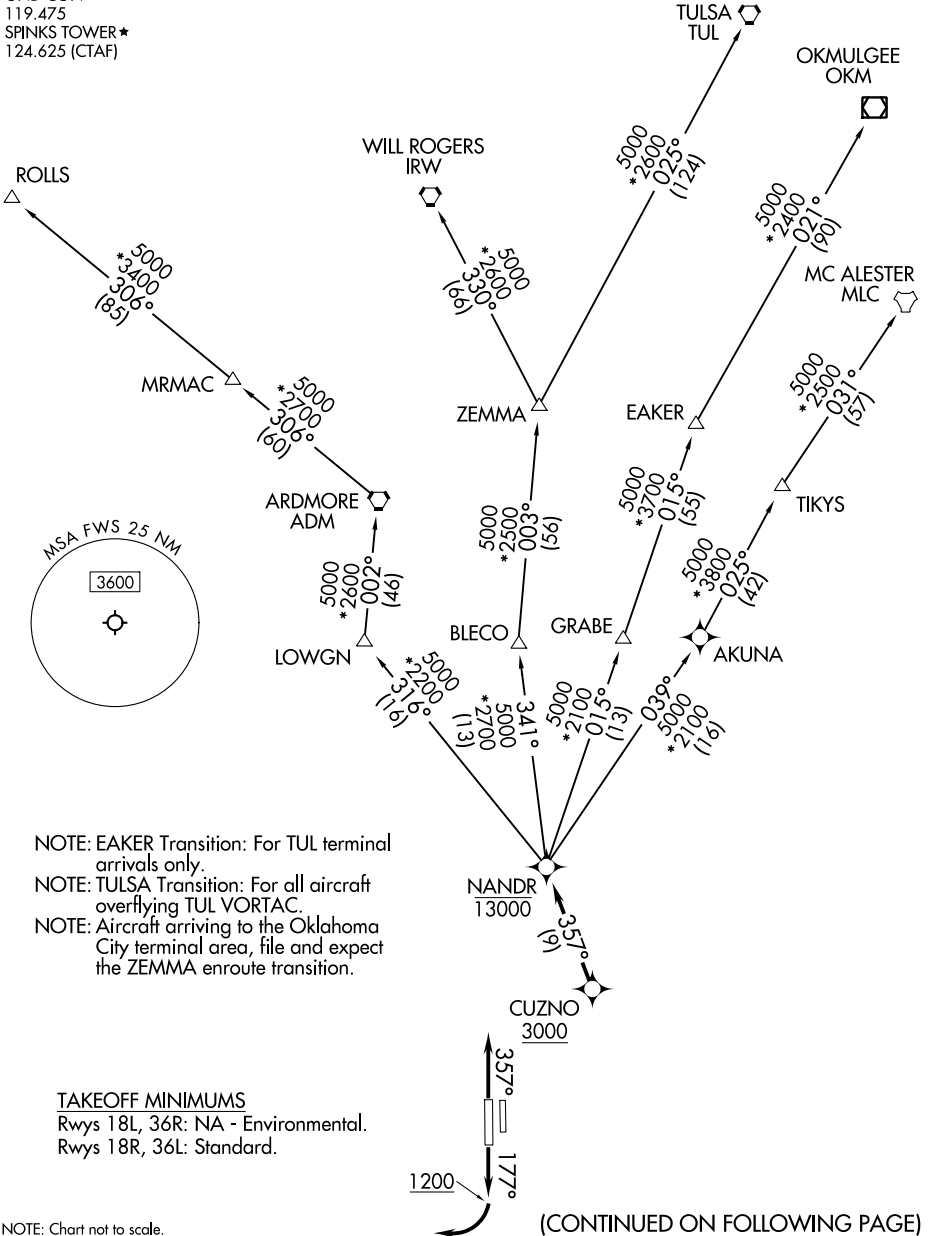 119.475
SPINKS TOWER★
124.625 (CTAF)
TULSA
TUL
OKMULGEE
OKM
WILL ROGERS
IRW
5000
*2600
025°
(124)
ROLLS
5000
*2400
021°
(90)
5000
*3400
306°
(85)
5000
*2600
330°
(66)
MC ALESTER
MLC
MRMAC
5000
*2700
306°
(60)
ZEMMA
EAKER
5000
*2500
031°
(57)
ARDMORE
ADM
5000
*2500
003°
(56)
5000
*3700
015°
(55)
TIKYS
MSA FWS 25 NM
3600
5000
*2600
002°
(46)
5000
*3800
025°
(42)
LOWGN
BLECO
GRABE
AKUNA
5000
*2200
316°
(16)
341°
5000
*2700
(13)
5000
*2100
015°
(13)
039°
5000
*2100
(16)
NOTE: EAKER Transition: For TUL terminal
arrivals only.
NOTE: TULSA Transition: For all aircraft
overflying TUL VORTAC.
NOTE: Aircraft arriving to the Oklahoma
City terminal area, file and expect
the ZEMMA enroute transition.
NANDR
13000
357°
(9)
CUZNO
3000
357°
TAKEOFF MINIMUMS
Rwys 18L, 36R: NA - Environmental.
Rwys 18R, 36L: Standard.
177°
1200
NOTE: Chart not to scale.
(CONTINUED ON FOLLOWING PAGE)